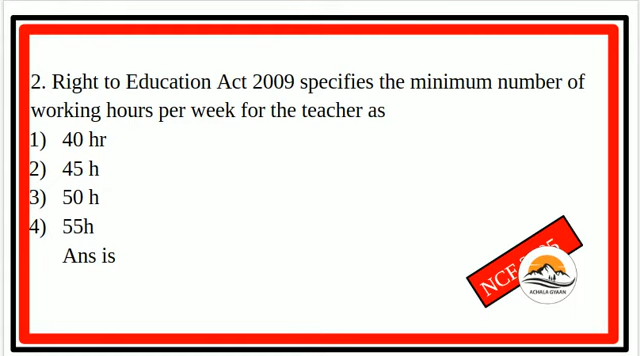 2. Right to Education Act 2009 specifies the minimum number of
working hours per week for the teacher as
1) 40 hr
2) 45 h
3) 50 h
4) 55h
Ans is
NCF
ACHALA GYAAN